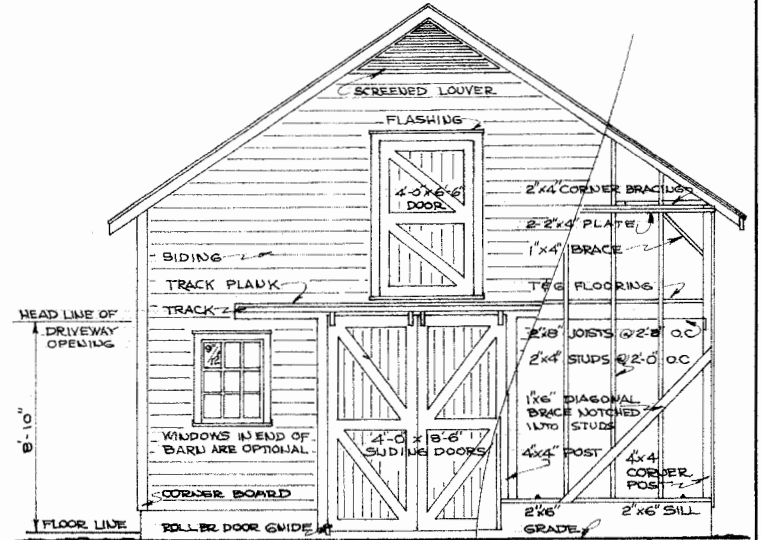 SCREENED LOUVER
FLASHING
4'-0"x6'-6"
DOOR
2"x4" CORNER BRACING
2-2"x4" PLATE
1"x4" BRACE
SIDING
TRACK PLANK
T&G FLOORING
TRACK
HEAD LINE OF
DRIVEWAY
OPENING
2"x8" JOISTS @ 2'-8" O.C
2"x4" STUDS @ 2'-0" O.C
8'-10"
1"x6" DIAGONAL
BRACE NOTCHED
INTO STUDS
WINDOWS IN END OF
BARN ARE OPTIONAL
4'-0" x 8'-6"
SLIDING DOORS
4"x4" POST
4"x4"
CORNER
POST
CORNER BOARD
FLOOR LINE
ROLLER DOOR GUIDE
2"x6"
GRADE
2"x6" SILL